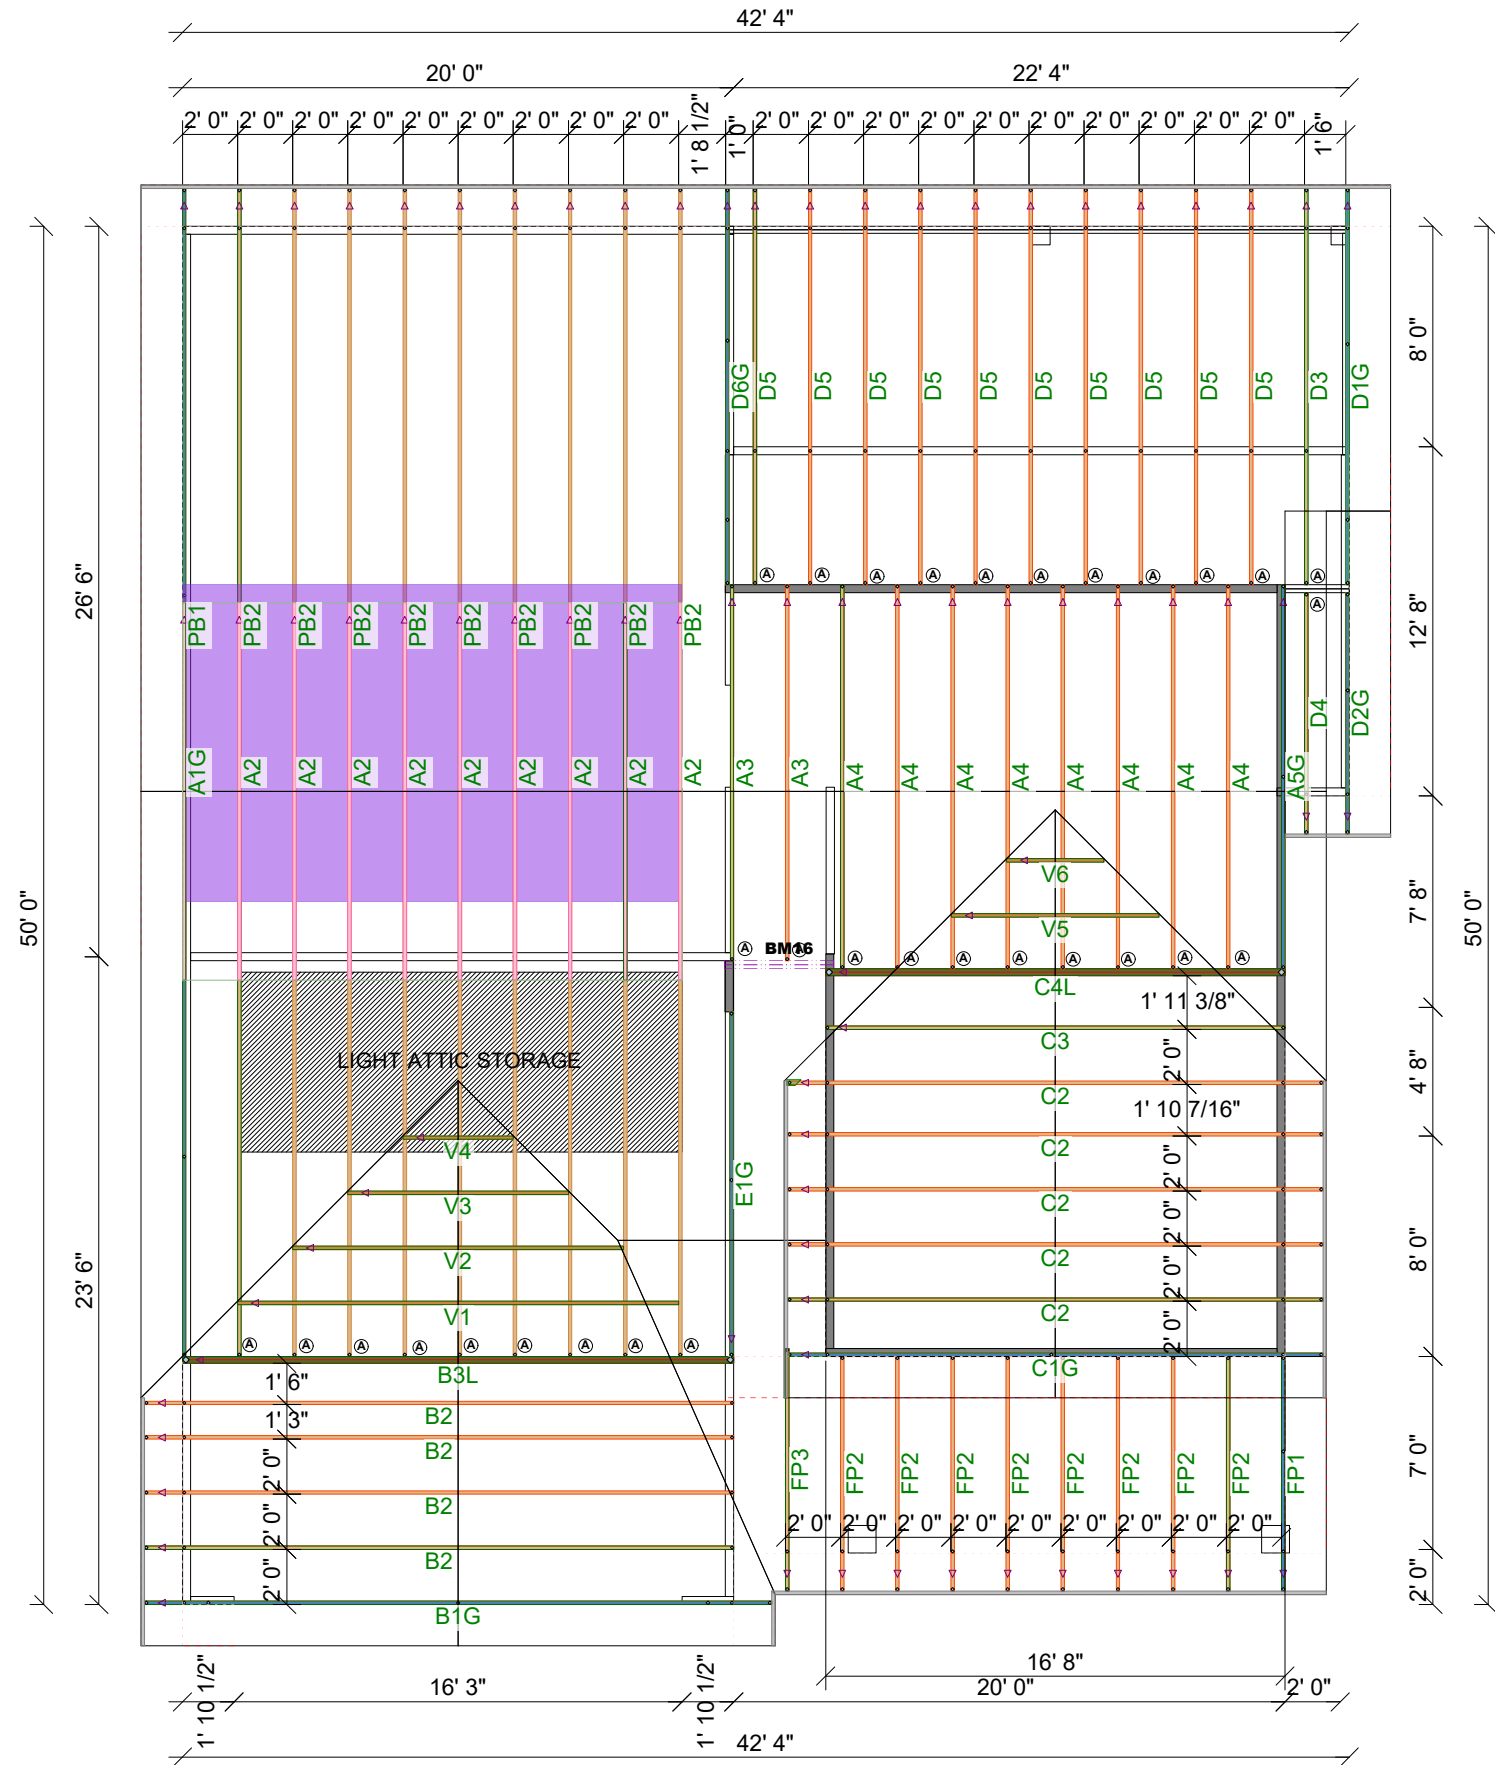 42' 4"
20' 0" 22' 4"
2' 0" 2' 0" 2' 0" 2' 0" 2' 0" 2' 0" 2' 0" 2' 0" 2' 0" 1' 8 1/2" 1' 0" 2' 0" 2' 0" 2' 0" 2' 0" 2' 0" 2' 0" 2' 0" 2' 0" 2' 0" 2' 0" 1' 6"
8' 0"
D6G D5 D5 D5 D5 D5 D5 D5 D5 D5 D5 D3 D1G
A A A A A A A A A A A
26' 6" 12' 8"
A
PB1 PB2 PB2 PB2 PB2 PB2 PB2 PB2 PB2 PB2
D4 D2G
A1G A2 A2 A2 A2 A2 A2 A2 A2 A2 A3 A3 A4 A4 A4 A4 A4 A4 A4 A4 A5G
V6
50' 0" 7' 8" 50' 0"
V5
A BM16 A
A A A A A A A A
C4L
1' 11 3/8"
C3
LIGHT ATTIC STORAGE
2' 0" 4' 8"
C2
1' 10 7/16"
V4 C2
2' 0"
E1G
V3 C2
2' 0"
V2 C2
2' 0" 8' 0"
23' 6"
V1 C2
2' 0"
A A A A A A A A A
B3L C1G
1' 6"
B2
1' 3"
B2
2' 0" FP3 FP2 FP2 FP2 FP2 FP2 FP2 FP2 FP2 FP1 7' 0"
B2
2' 0" 2' 0" 2' 0" 2' 0" 2' 0" 2' 0" 2' 0" 2' 0" 2' 0" 2' 0"
B2
2' 0" 2' 0"
B1G
16' 8"
1' 10 1/2" 16' 3" 1' 10 1/2" 20' 0" 2' 0"
42' 4"